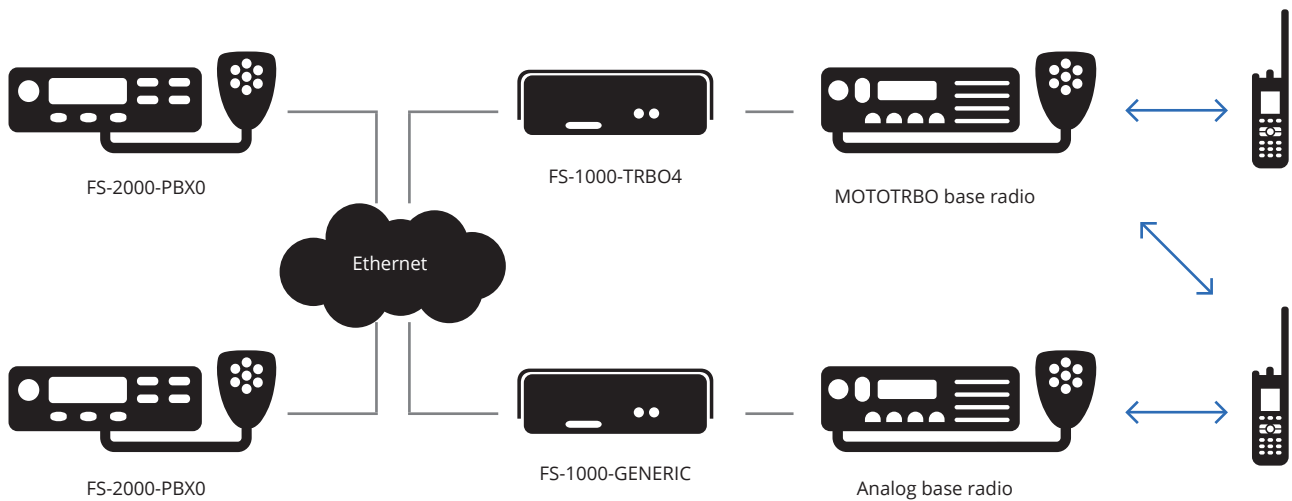 FS-2000-PBX0
FS-1000-TRBO4
MOTOTRBO base radio
Ethernet
FS-2000-PBX0
FS-1000-GENERIC
Analog base radio